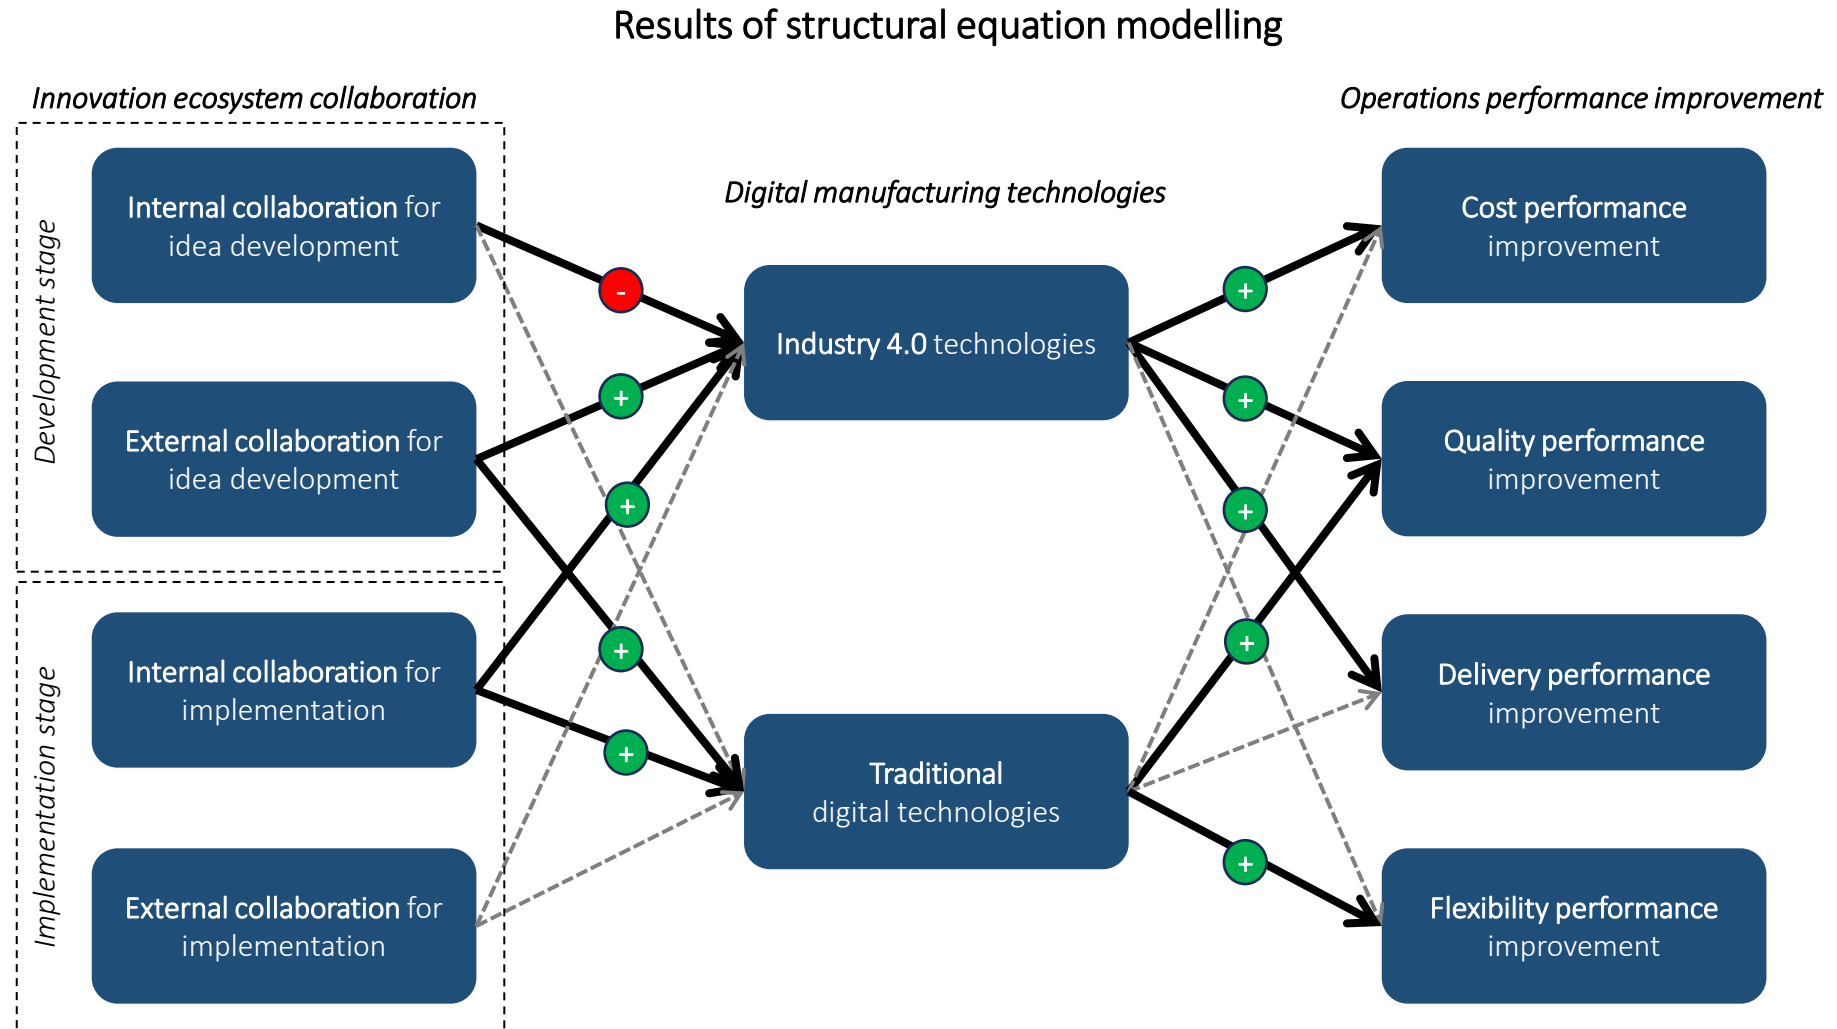 Results of structural equation modelling
Innovation ecosystem collaboration
Operations performance improvement
Digital manufacturing technologies
Development stage
Internal collaboration for
idea development
External collaboration for
idea development
Implementation stage
Internal collaboration for
implementation
External collaboration for
implementation
-
+
+
+
+
Industry 4.0 technologies
Traditional
digital technologies
+
+
+
+
+
Cost performance
improvement
Quality performance
improvement
Delivery performance
improvement
Flexibility performance
improvement